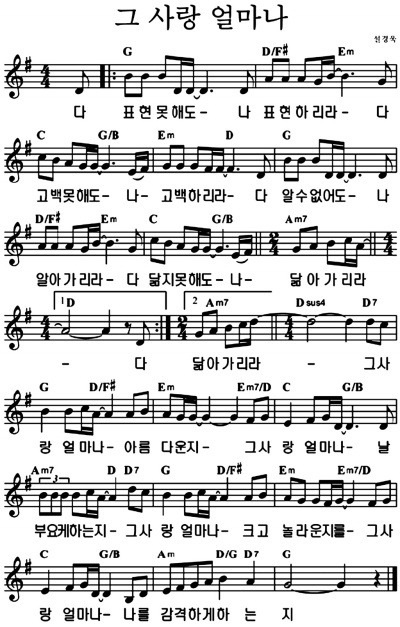 그 사랑 얼마나
설경욱
G D/F# Em
다 표현못해도- 나 표현하리라- 다
C G/B Em D G
고백못해도- 나- 고백하리라- 다 알수없어도- 나
D/F# Em C G/B Am7
알아가리라- 다 닮지못해도- 나- 닮아가리라
1 D 2 Am7 Dsus4 D7
- 다 닮아가리라 - 그사
G D/F# Em Em7/D C G/B
랑 얼마나- 아름 다운지- 그사 랑 얼마나- 날
Am7 D D7 G D/F# Em Em7/D
3
부요케하는지- 그사 랑 얼마나- 크고 놀라운지를- 그사
C G/B Am D/G D7 G
랑 얼마나- 나를 감격하게하 는 지